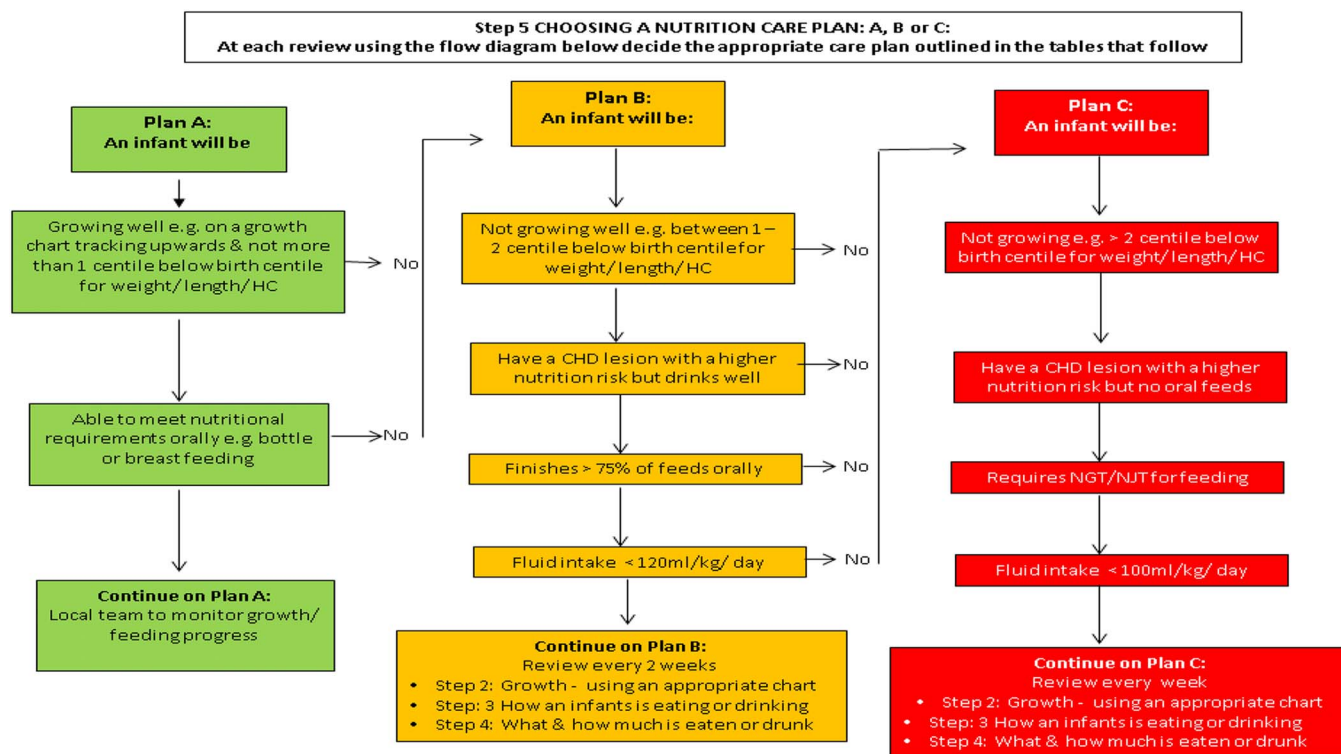 Step 5 CHOOSING A NUTRITION CARE PLAN: A, B or C:
At each review using the flow diagram below decide the appropriate care plan outlined in the tables that follow
Plan A:
An infant will be
Growing well e.g. on a growth
chart tracking upwards & not more
than 1 centile below birth centile
for weight/ length/ HC
No
Able to meet nutritional
requirements orally e.g. bottle
or breast feeding
No
Continue on Plan A:
Local team to monitor growth/
feeding progress
Plan B:
An infant will be:
Not growing well e.g. between 1 –
2 centile below birth centile for
weight/ length/ HC
No
Have a CHD lesion with a higher
nutrition risk but drinks well
No
Finishes > 75% of feeds orally
No
Fluid intake < 120ml/kg/ day
No
Continue on Plan B:
Review every 2 weeks
• Step 2: Growth - using an appropriate chart
• Step: 3 How an infants is eating or drinking
• Step 4: What & how much is eaten or drunk
Plan C:
An infant will be:
Not growing e.g. > 2 centile below
birth centile for weight/ length/ HC
Have a CHD lesion with a higher
nutrition risk but no oral feeds
Requires NGT/NJT for feeding
Fluid intake < 100ml/kg/ day
Continue on Plan C:
Review every week
• Step 2: Growth - using an appropriate chart
• Step: 3 How an infants is eating or drinking
• Step 4: What & how much is eaten or drunk